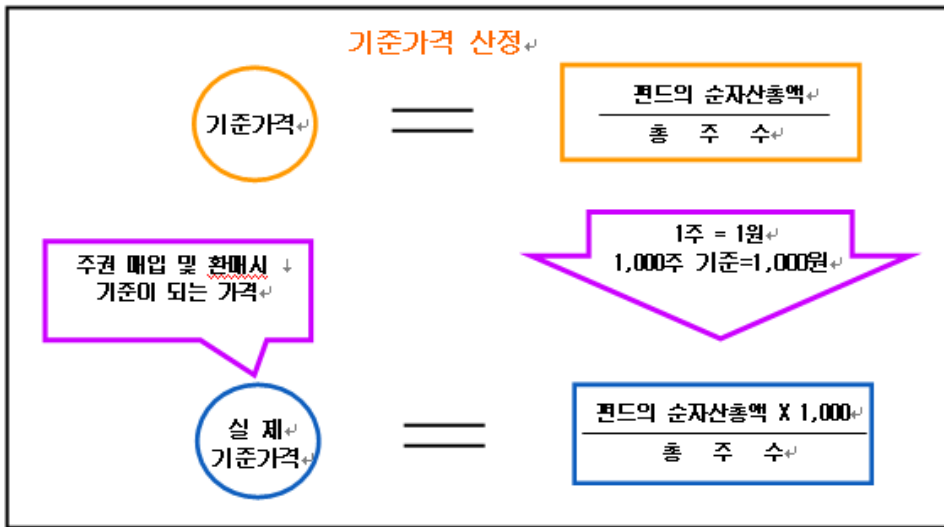 기준가격 산정
기준가격
펀드의 순자산총액
총 주 수
1주 = 1원
1,000주 기준=1,000원
주권 매입 및 환매시
기준이 되는 가격
실 제
기준가격
펀드의 순자산총액 X 1,000
총 주 수